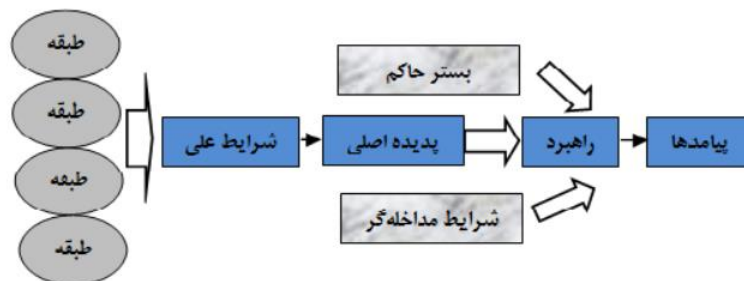 طبقه
طبقه
طبقه
طبقه
شرایط علی
پدیده اصلی
بستر حاکم
شرایط مداخله‌گر
راهبرد
پیامدها